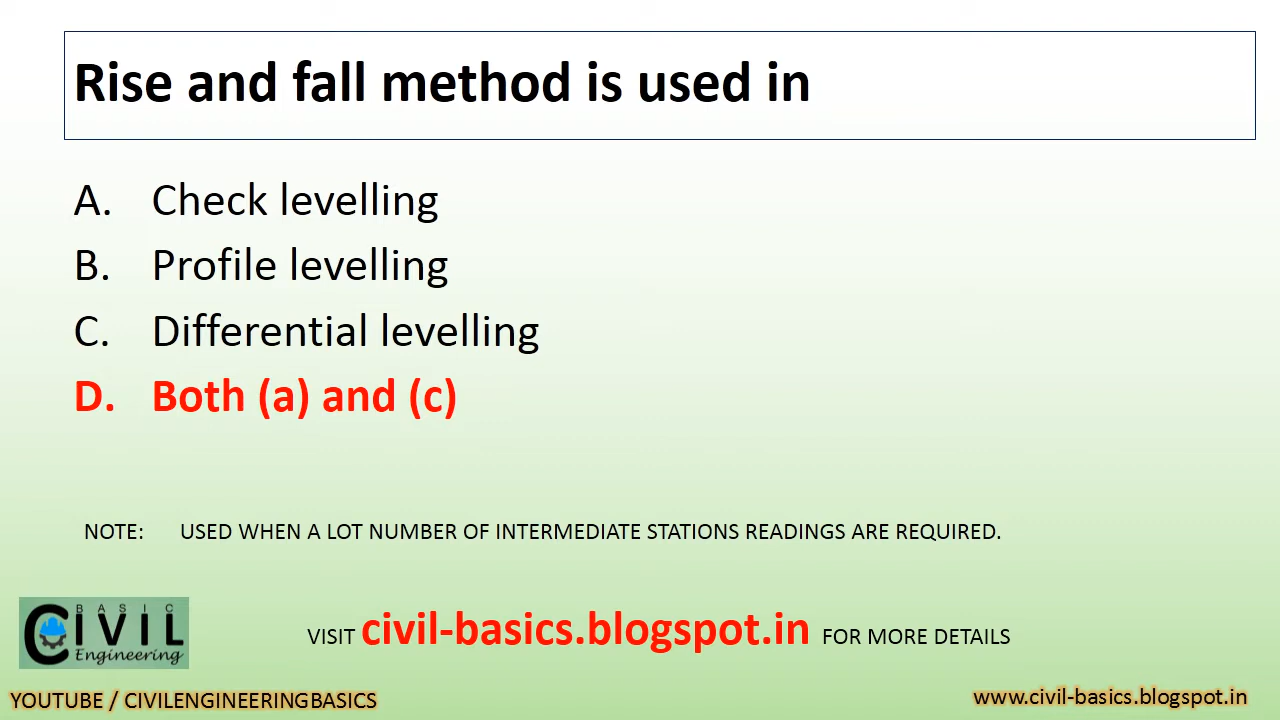 Rise and fall method is used in
A. Check levelling
B. Profile levelling
C. Differential levelling
D. Both (a) and (c)
NOTE: USED WHEN A LOT NUMBER OF INTERMEDIATE STATIONS READINGS ARE REQUIRED.
BASIC
CIVIL
Engineering
VISIT civil-basics.blogspot.in FOR MORE DETAILS
YOUTUBE / CIVILENGINEERINGBASICS
www.civil-basics.blogspot.in